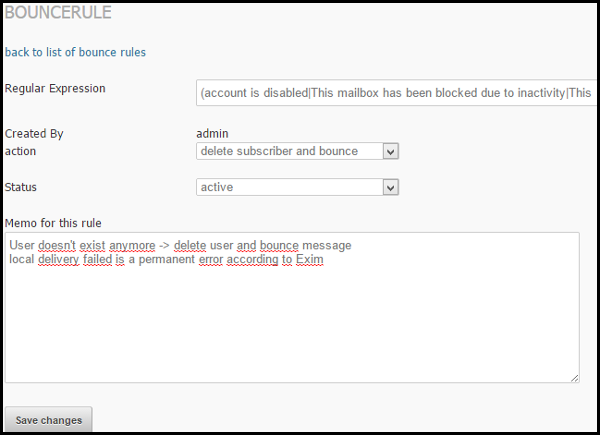 BOUNCERULE
back to list of bounce rules
Regular Expression
(account is disabled|This mailbox has been blocked due to inactivity|This
Created By
admin
action
delete subscriber and bounce
Status
active
Memo for this rule
User doesn't exist anymore -> delete user and bounce message
local delivery failed is a permanent error according to Exim
Save changes